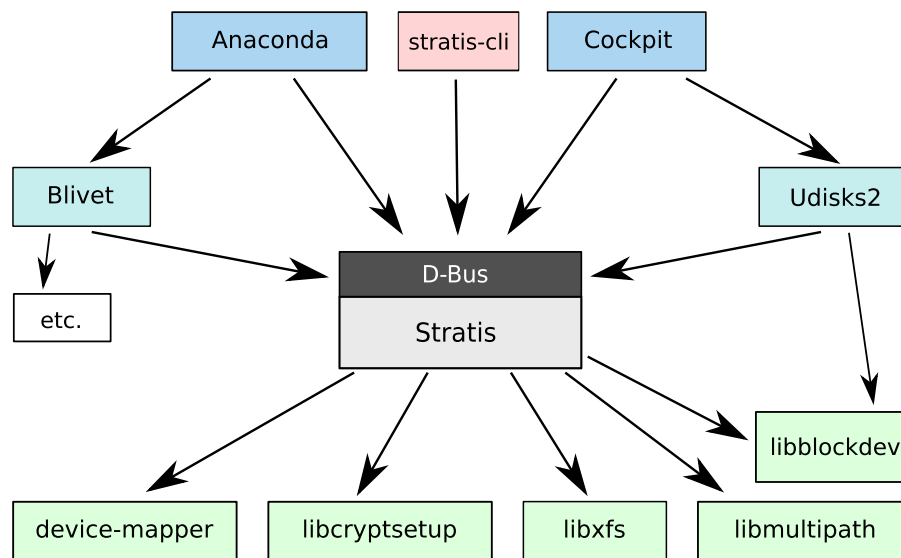 Anaconda
stratis-cli
Cockpit
Blivet
Udisks2
D-Bus
etc.
Stratis
libblockdev
device-mapper
libcryptsetup
libxfs
libmultipath